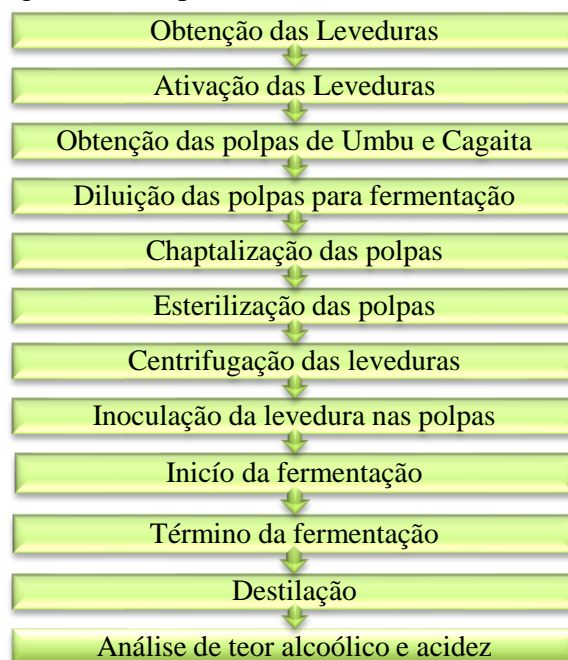 Obtenção das Leveduras
Ativação das Leveduras
Obtenção das polpas de Umbu e Cagaita
Diluição das polpas para fermentação
Chaptalização das polpas
Esterilização das polpas
Centrifugação das leveduras
Inoculação da levedura nas polpas
Inicío da fermentação
Término da fermentação
Destilação
Análise de teor alcoólico e acidez